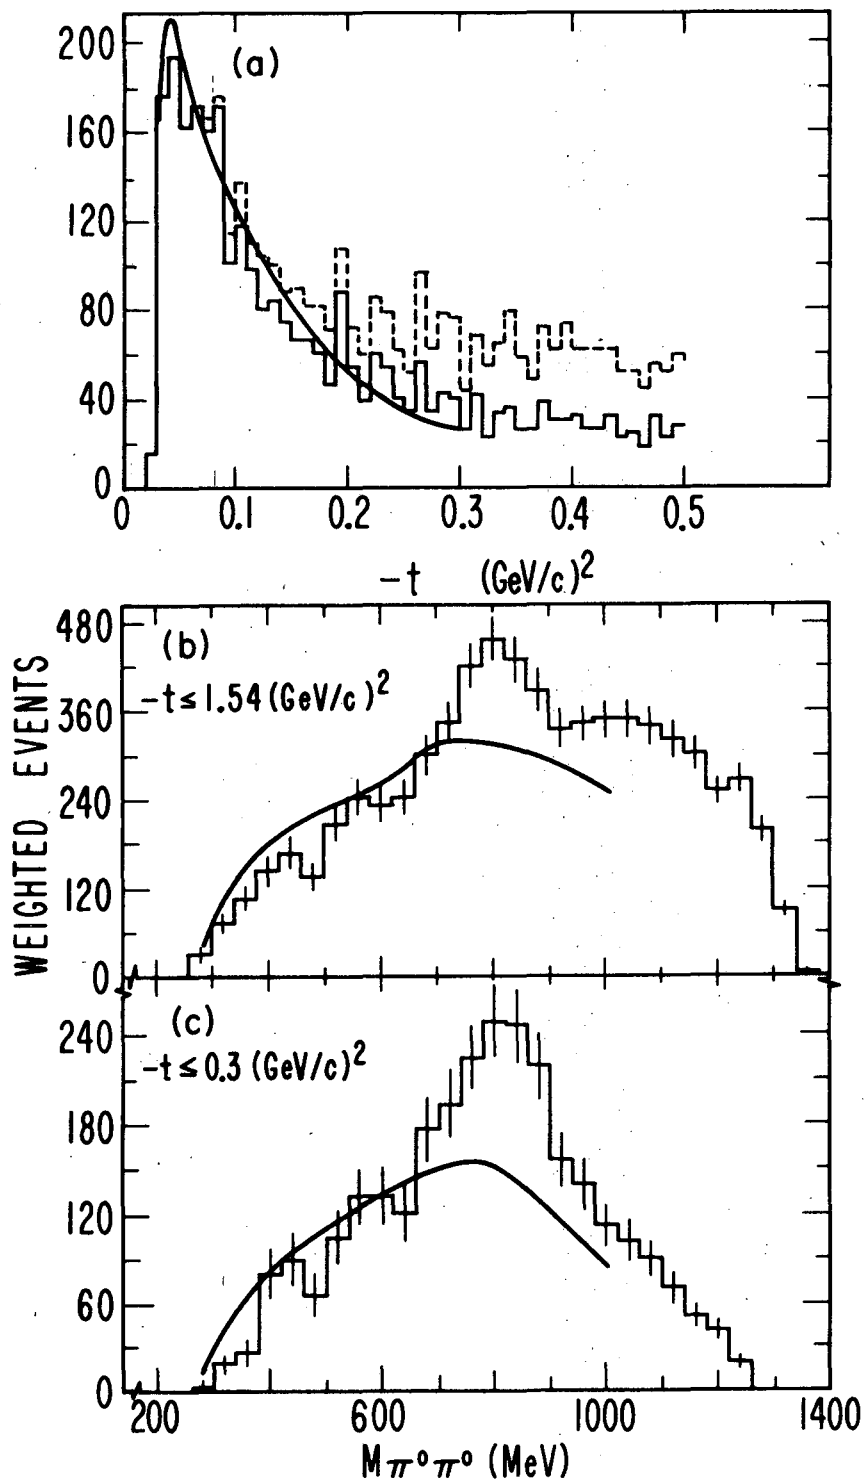 200
(a)
160
120
80
40
0
0 0.1 0.2 0.3 0.4 0.5
-t (GeV/c)²
WEIGHTED EVENTS
480
(b)
-t ≤ 1.54 (GeV/c)²
360
240
120
0
(c)
240
-t ≤ 0.3 (GeV/c)²
180
120
60
0
200 600 1000 1400
Mπ°π° (MeV)